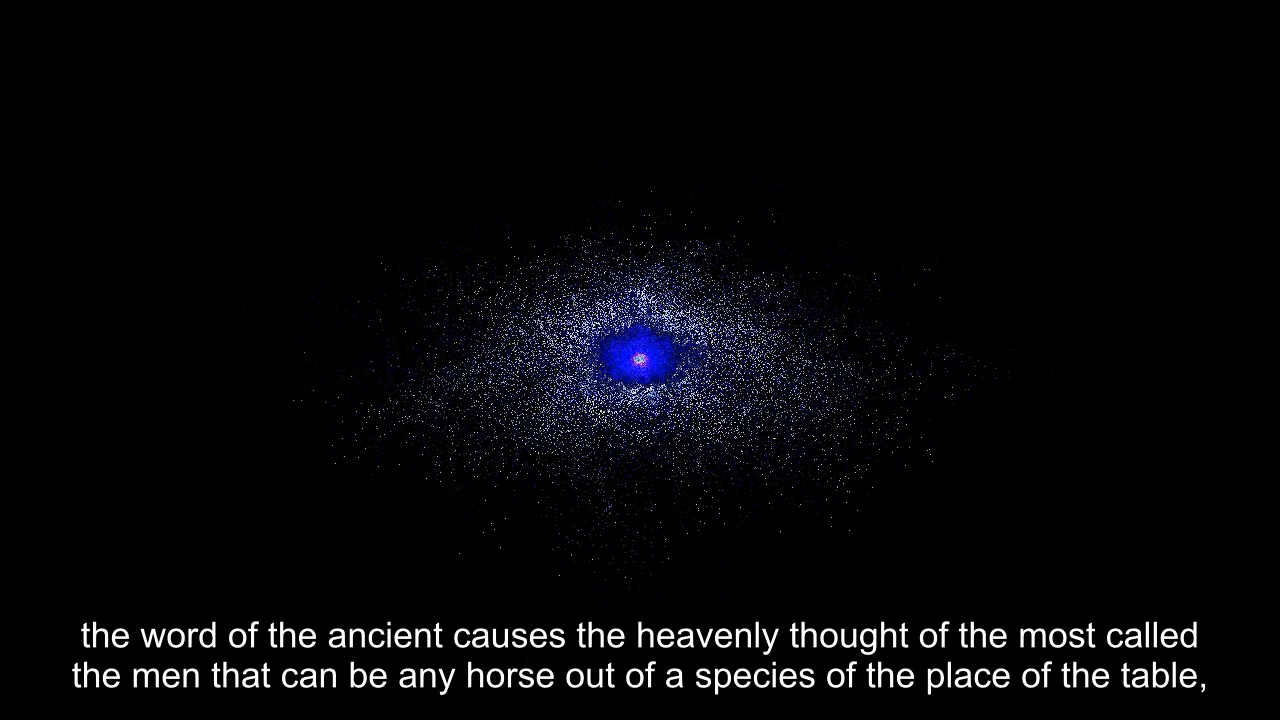 the word of the ancient causes the heavenly thought of the most called
the men that can be any horse out of a species of the place of the table,